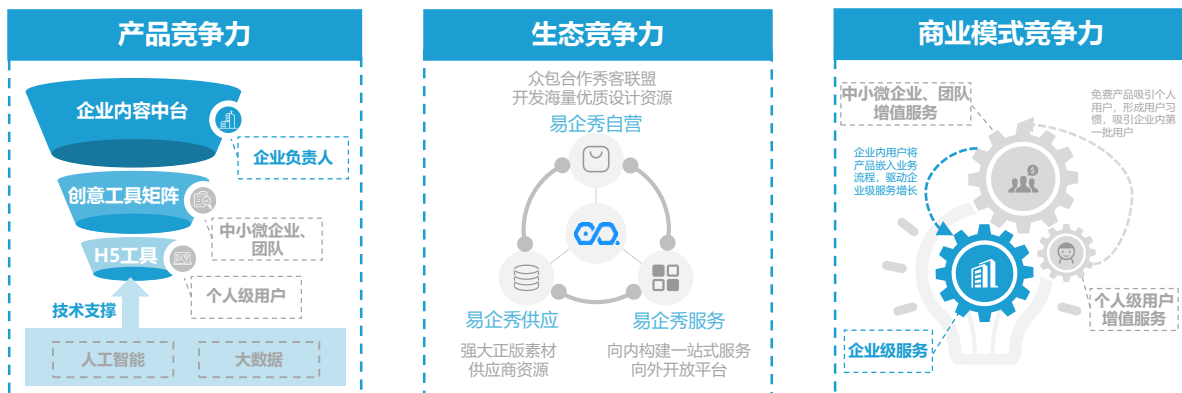 产品竞争力
企业内容中台
企业负责人
创意工具矩阵
中小微企业、
团队
H5工具
个人级用户
技术支撑
人工智能
大数据
生态竞争力
众包合作秀客联盟
开发海量优质设计资源
易企秀自营
易企秀供应
强大正版素材
供应商资源
易企秀服务
向内构建一站式服务
向外开放平台
商业模式竞争力
中小微企业、团队
增值服务
免费产品吸引个人
用户，形成用户习
惯，吸引企业内第
一批用户
企业内用户将
产品嵌入业务
流程，驱动企
业级服务增长
个人级用户
增值服务
企业级服务